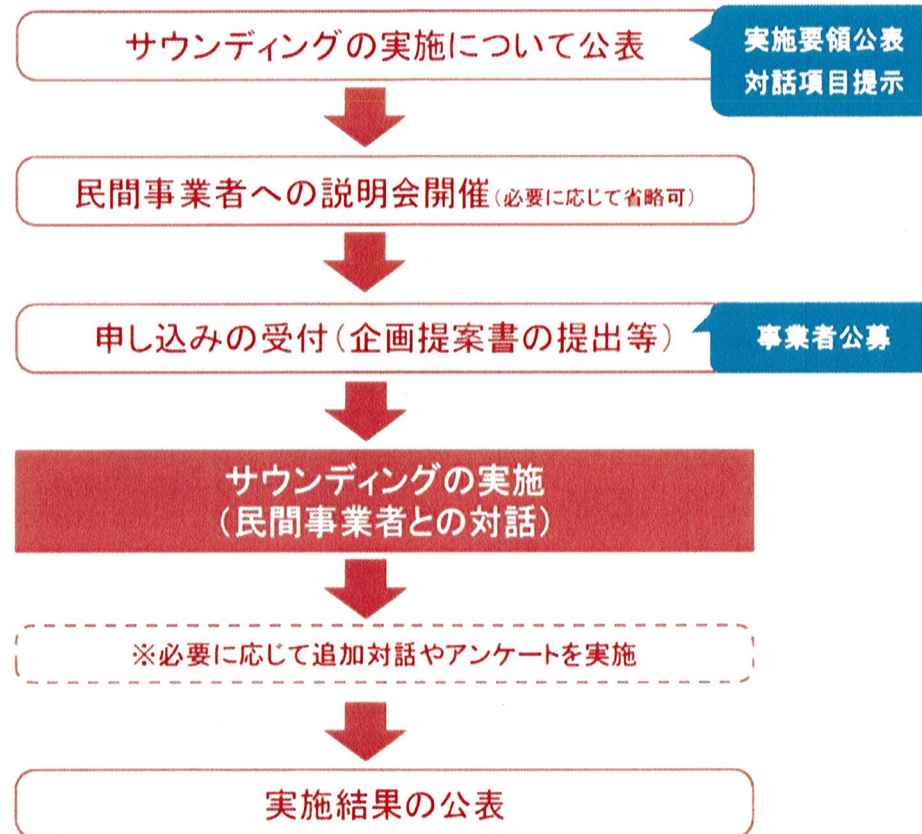 サウンディングの実施について公表
実施要領公表
対話項目提示
民間事業者への説明会開催(必要に応じて省略可)
申し込みの受付(企画提案書の提出等)
事業者公募
サウンディングの実施
(民間事業者との対話)
※必要に応じて追加対話やアンケートを実施
実施結果の公表